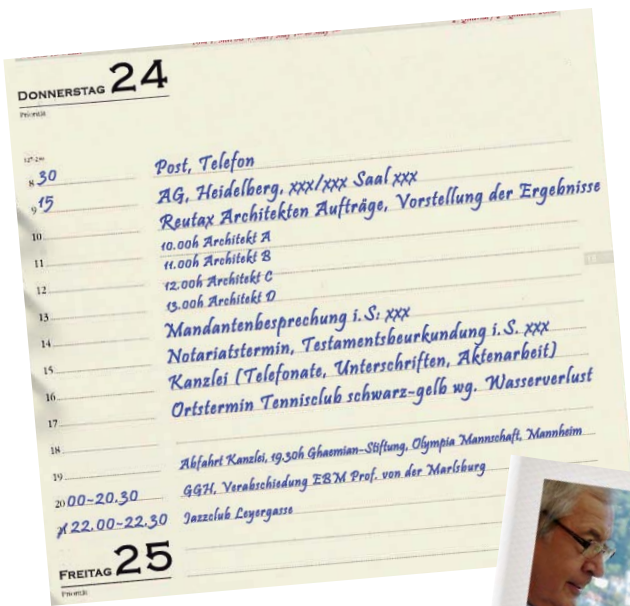 DONNERSTAG 24
Priorität
8 30 Post, Telefon
9 15 AG, Heidelberg, xxx/xxx Saal xxx
Reutax Architekten Aufträge, Vorstellung der Ergebnisse
10 10.00h Architekt A
11 11.00h Architekt B
12 12.00h Architekt C
13 13.00h Architekt D
Mandantenbesprechung i.S: xxx
14 Notariatstermin, Testamentsbeurkundung i.S. xxx
15 Kanzlei (Telefonate, Unterschriften, Aktenarbeit)
16 Ortstermin Tennisclub schwarz-gelb wg. Wasserverlust
17
18
19 Abfahrt Kanzlei, 19.30h Ghaemian-Stiftung, Olympia Mannschaft, Mannheim
20 00-20.30 GGH, Verabschiedung EBM Prof. von der Marlsburg
22.00-22.30 Jazzclub Leyergasse
FREITAG 25
Priorität